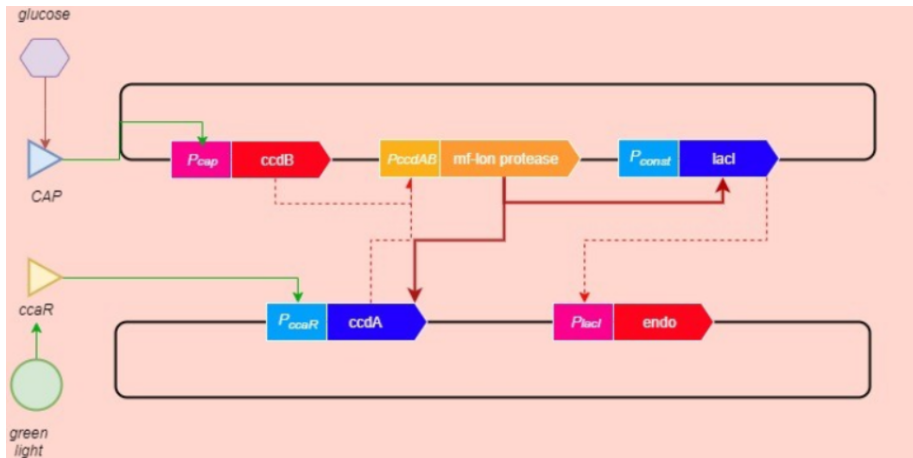 glucose
CAP
Pcap ccdB PccdAB mf-lon protease Pconst lacI
ccaR
PccaR ccdA PlacI endo
green
light